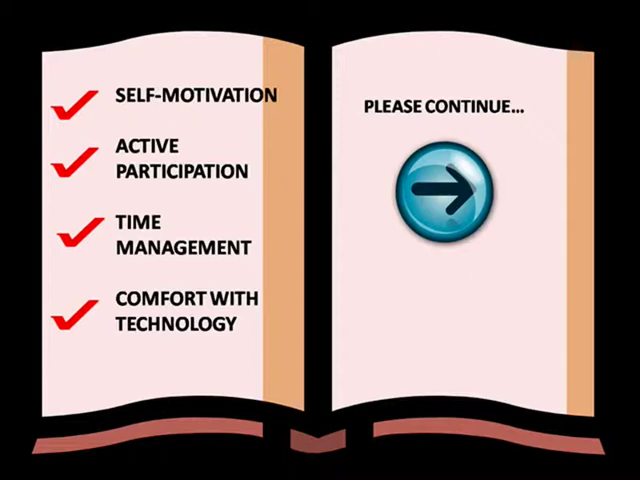 SELF-MOTIVATION
ACTIVE
PARTICIPATION
TIME
MANAGEMENT
COMFORT WITH
TECHNOLOGY
PLEASE CONTINUE...